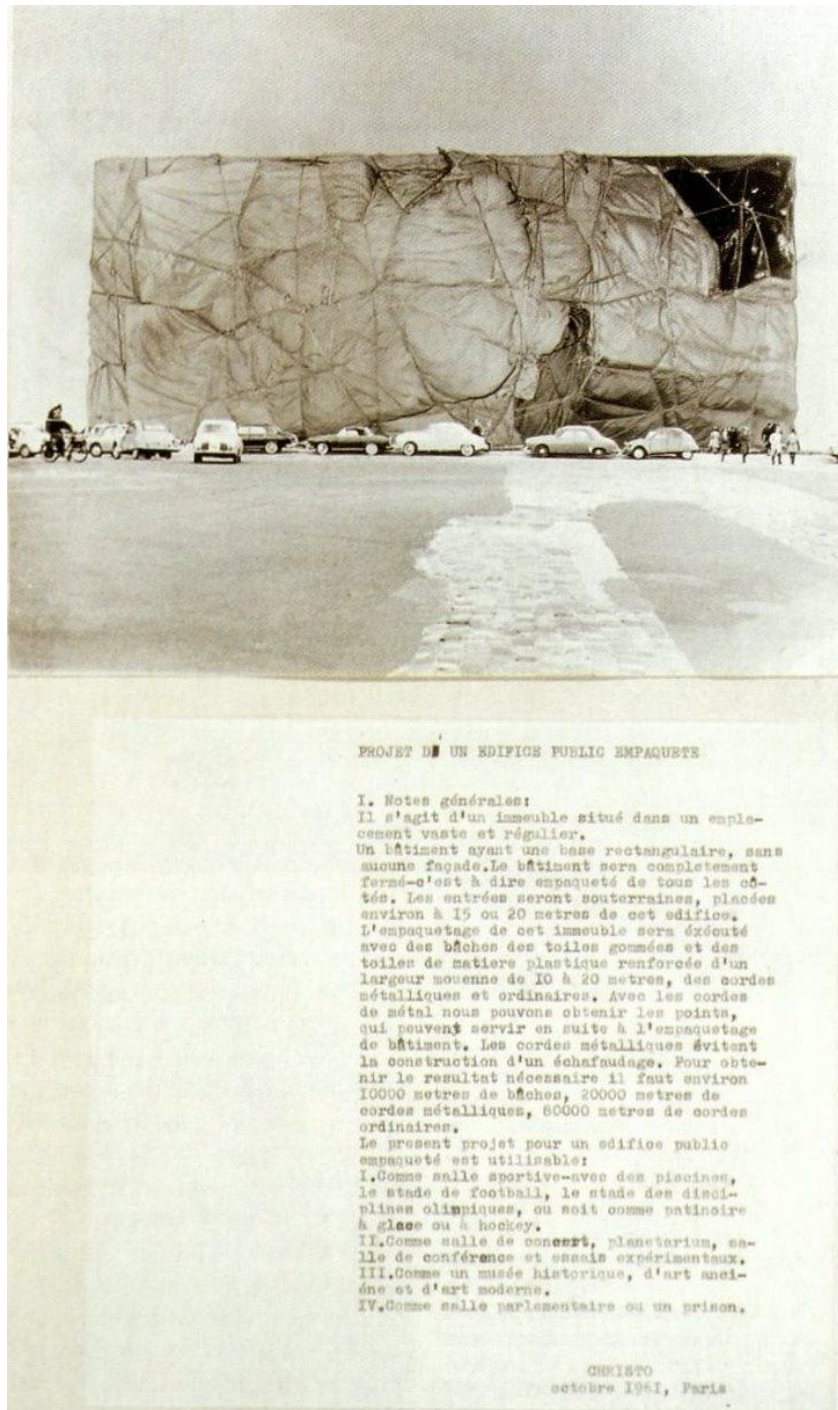 PROJET DE UN EDIFICE PUBLIC EMPAQUETE
I. Notes générales:
Il s'agit d'un immeuble situé dans un empla-
cement vaste et régulier.
Un bâtiment ayant une base rectangulaire, sans
aucune façade.Le bâtiment sera completement
fermé-c'est à dire empaqueté de tous les cô-
tés. Les entrées seront souterraines, placées
environ à I5 ou 20 metres de cet edifice.
L'empaquetage de cet immeuble sera éxécuté
avec des bâches des toiles gommées et des
toiles de matiere plastique renforcée d'un
largeur mouenne de IO à 20 metres, des cordes
métalliques et ordinaires. Avec les cordes
de métal nous pouvons obtenir les points,
qui peuvent servir en suite à l'empaquetage
de bâtiment. Les cordes métalliques évitent
la construction d'un échafaudage. Pour obte-
nir le resultat nécessaire il faut environ
I0000 metres de bâches, 20000 metres de
cordes métalliques, 80000 metres de cordes
ordinaires.
Le present projet pour un edifice public
empaqueté est utilisable:
I.Comme salle sportive-avec des piscines,
le stade de football, le stade des disci-
plines olimpiques, ou soit comme patinoire
à glace ou à hockey.
II.Comme salle de concert, planetarium, sa-
lle de conférence et essais expérimentaux.
III.Comme un musée historique, d'art anci-
éne et d'art moderne.
IV.Comme salle parlementaire ou un prison.
CHRISTO
octobre I961, Paris